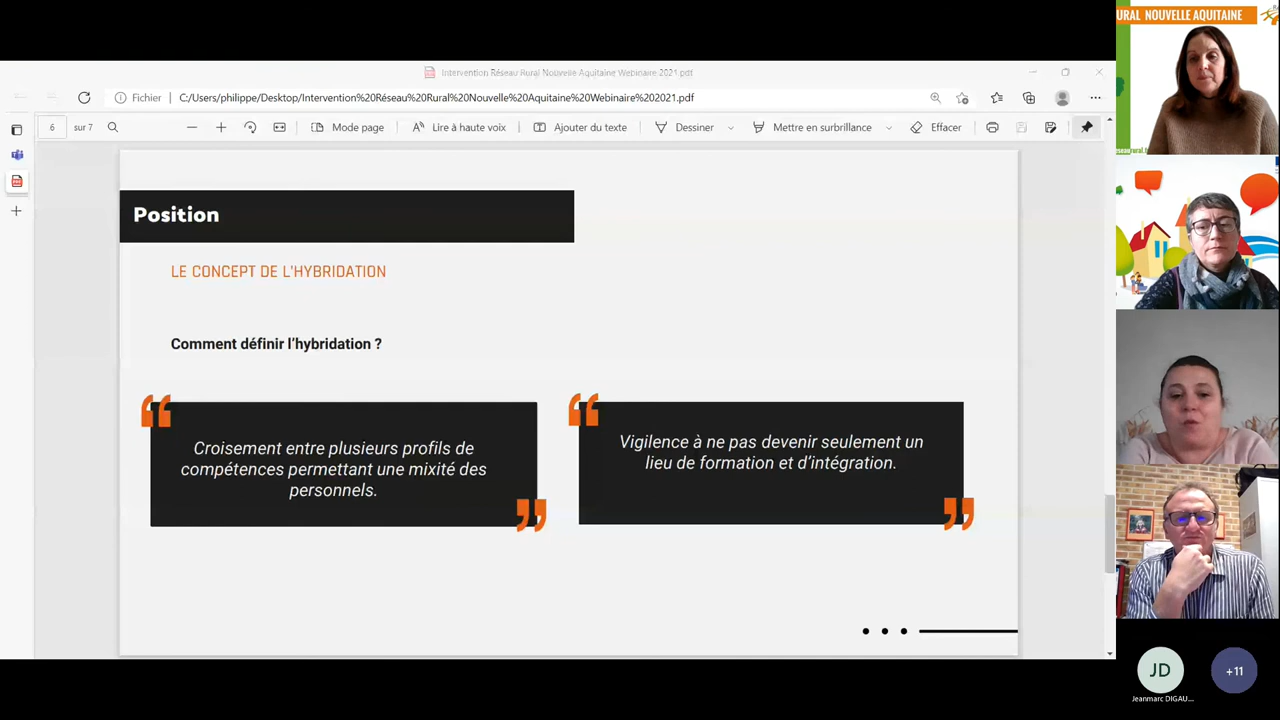 URAL NOUVELLE AQUITAINE
Intervention Réseau Rural Nouvelle Aquitaine Webinaire 2021.pdf
Fichier
C:/Users/philippe/Desktop/Intervention%20Réseau%20Rural%20Nouvelle%20Aquitaine%20Webinaire%202021.pdf
6 sur 7
Mode page
Lire à haute voix
Ajouter du texte
Dessiner
Mettre en surbrillance
Effacer
Position
LE CONCEPT DE L'HYBRIDATION
Comment définir l'hybridation ?
Croisement entre plusieurs profils de
compétences permettant une mixité des
personnels.
Vigilence à ne pas devenir seulement un
lieu de formation et d'intégration.
JD
+11
Jeanmarc DIGAU...